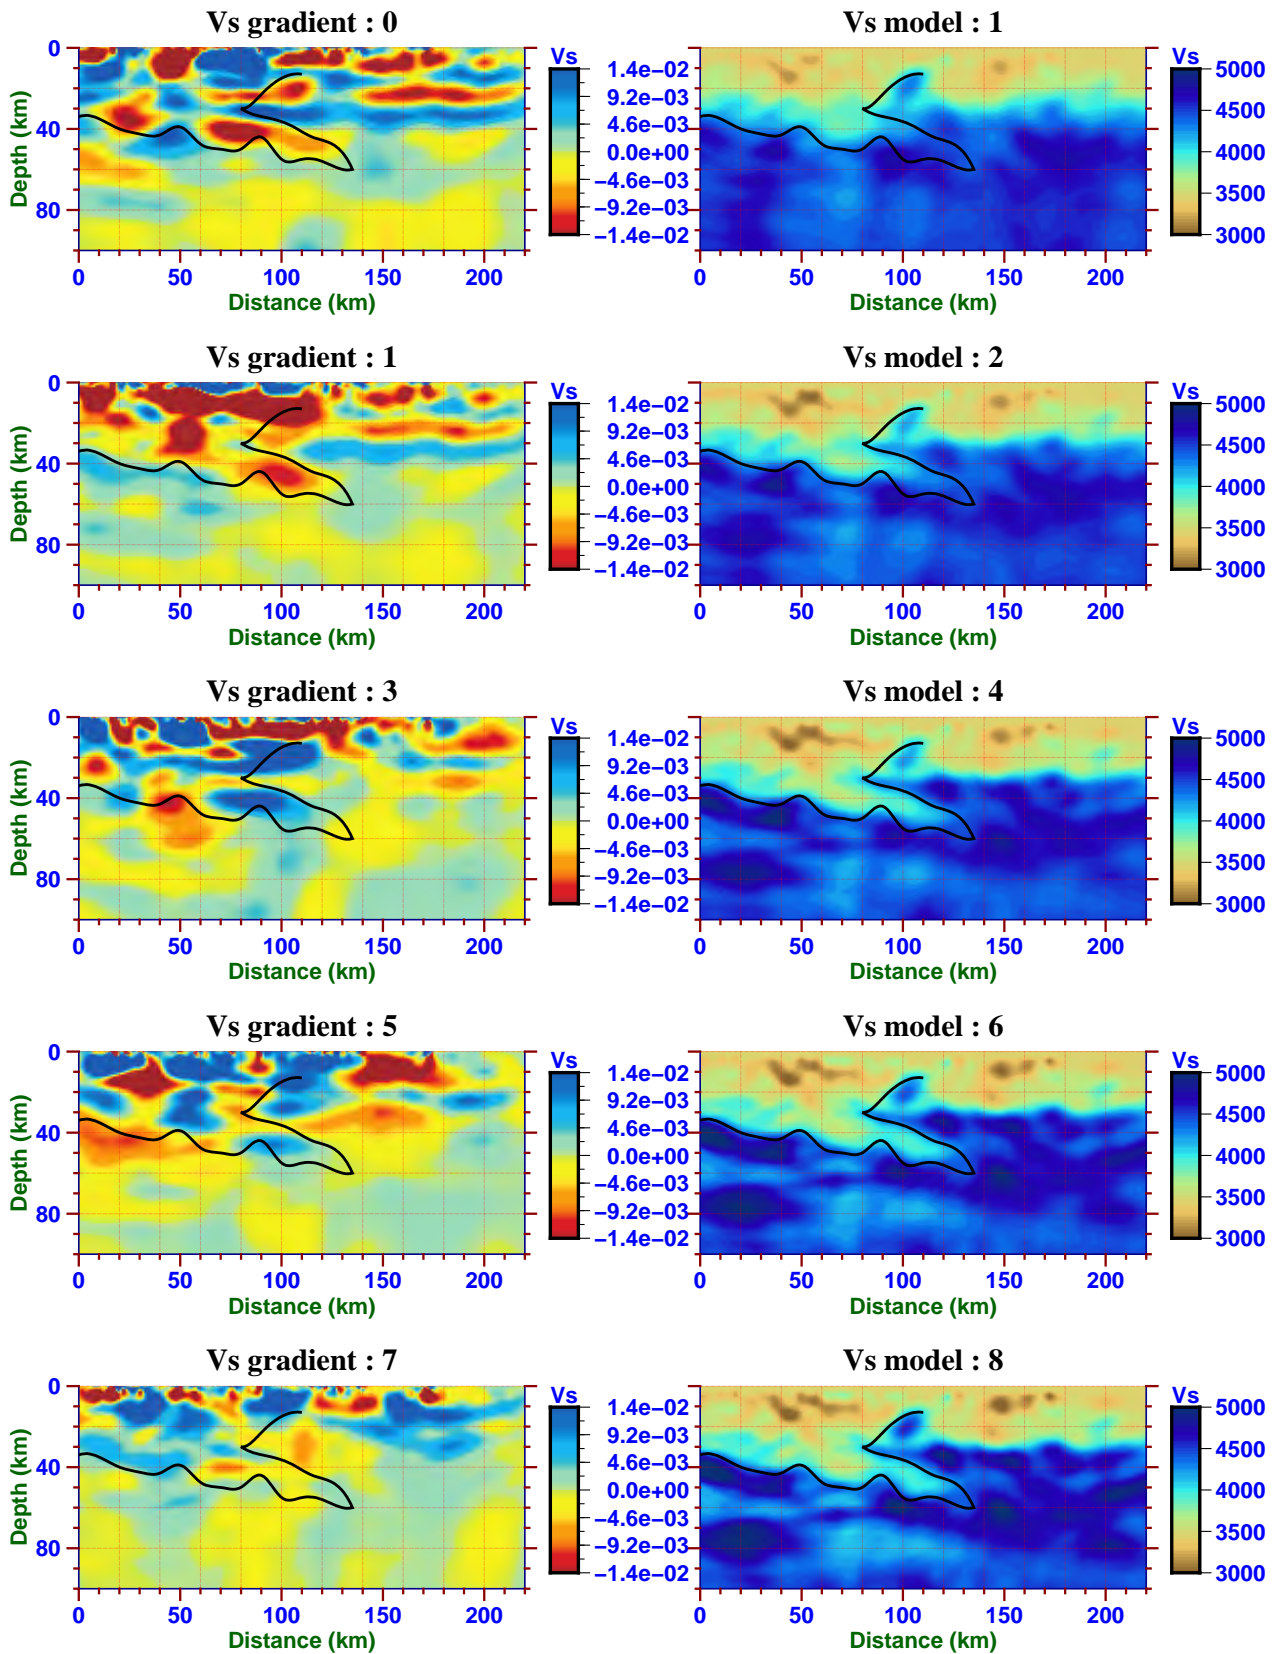 Vs gradient : 0 Vs model : 1
0 40 80 Depth (km) 0 50 100 150 200 Distance (km) Vs 1.4e−02 9.2e−03 4.6e−03 0.0e+00 −4.6e−03 −9.2e−03 −1.4e−02
0 50 100 150 200 Distance (km) Vs 5000 4500 4000 3500 3000
Vs gradient : 1 Vs model : 2
0 40 80 Depth (km) 0 50 100 150 200 Distance (km) Vs 1.4e−02 9.2e−03 4.6e−03 0.0e+00 −4.6e−03 −9.2e−03 −1.4e−02
0 50 100 150 200 Distance (km) Vs 5000 4500 4000 3500 3000
Vs gradient : 3 Vs model : 4
0 40 80 Depth (km) 0 50 100 150 200 Distance (km) Vs 1.4e−02 9.2e−03 4.6e−03 0.0e+00 −4.6e−03 −9.2e−03 −1.4e−02
0 50 100 150 200 Distance (km) Vs 5000 4500 4000 3500 3000
Vs gradient : 5 Vs model : 6
0 40 80 Depth (km) 0 50 100 150 200 Distance (km) Vs 1.4e−02 9.2e−03 4.6e−03 0.0e+00 −4.6e−03 −9.2e−03 −1.4e−02
0 50 100 150 200 Distance (km) Vs 5000 4500 4000 3500 3000
Vs gradient : 7 Vs model : 8
0 40 80 Depth (km) 0 50 100 150 200 Distance (km) Vs 1.4e−02 9.2e−03 4.6e−03 0.0e+00 −4.6e−03 −9.2e−03 −1.4e−02
0 50 100 150 200 Distance (km) Vs 5000 4500 4000 3500 3000